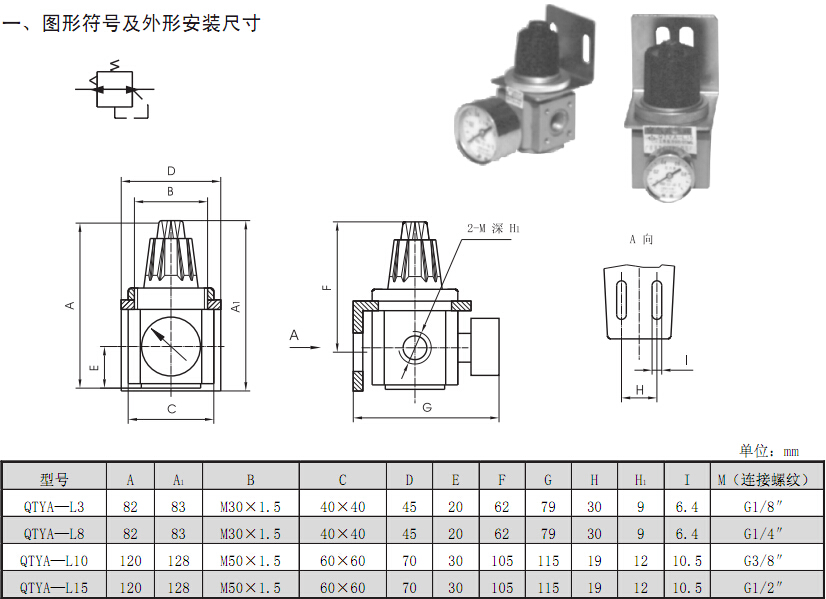 一、图形符号及外形安装尺寸
D
B
A
A1
E
C
A
F
2-M 深 H1
G
A 向
I
H
单位: mm
型号 A A1 B C D E F G H H1 I M（连接螺纹）
QTYA—L3 82 83 M30×1.5 40×40 45 20 62 79 30 9 6.4 G1/8″
QTYA—L8 82 83 M30×1.5 40×40 45 20 62 79 30 9 6.4 G1/4″
QTYA—L10 120 128 M50×1.5 60×60 70 30 105 115 19 12 10.5 G3/8″
QTYA—L15 120 128 M50×1.5 60×60 70 30 105 115 19 12 10.5 G1/2″